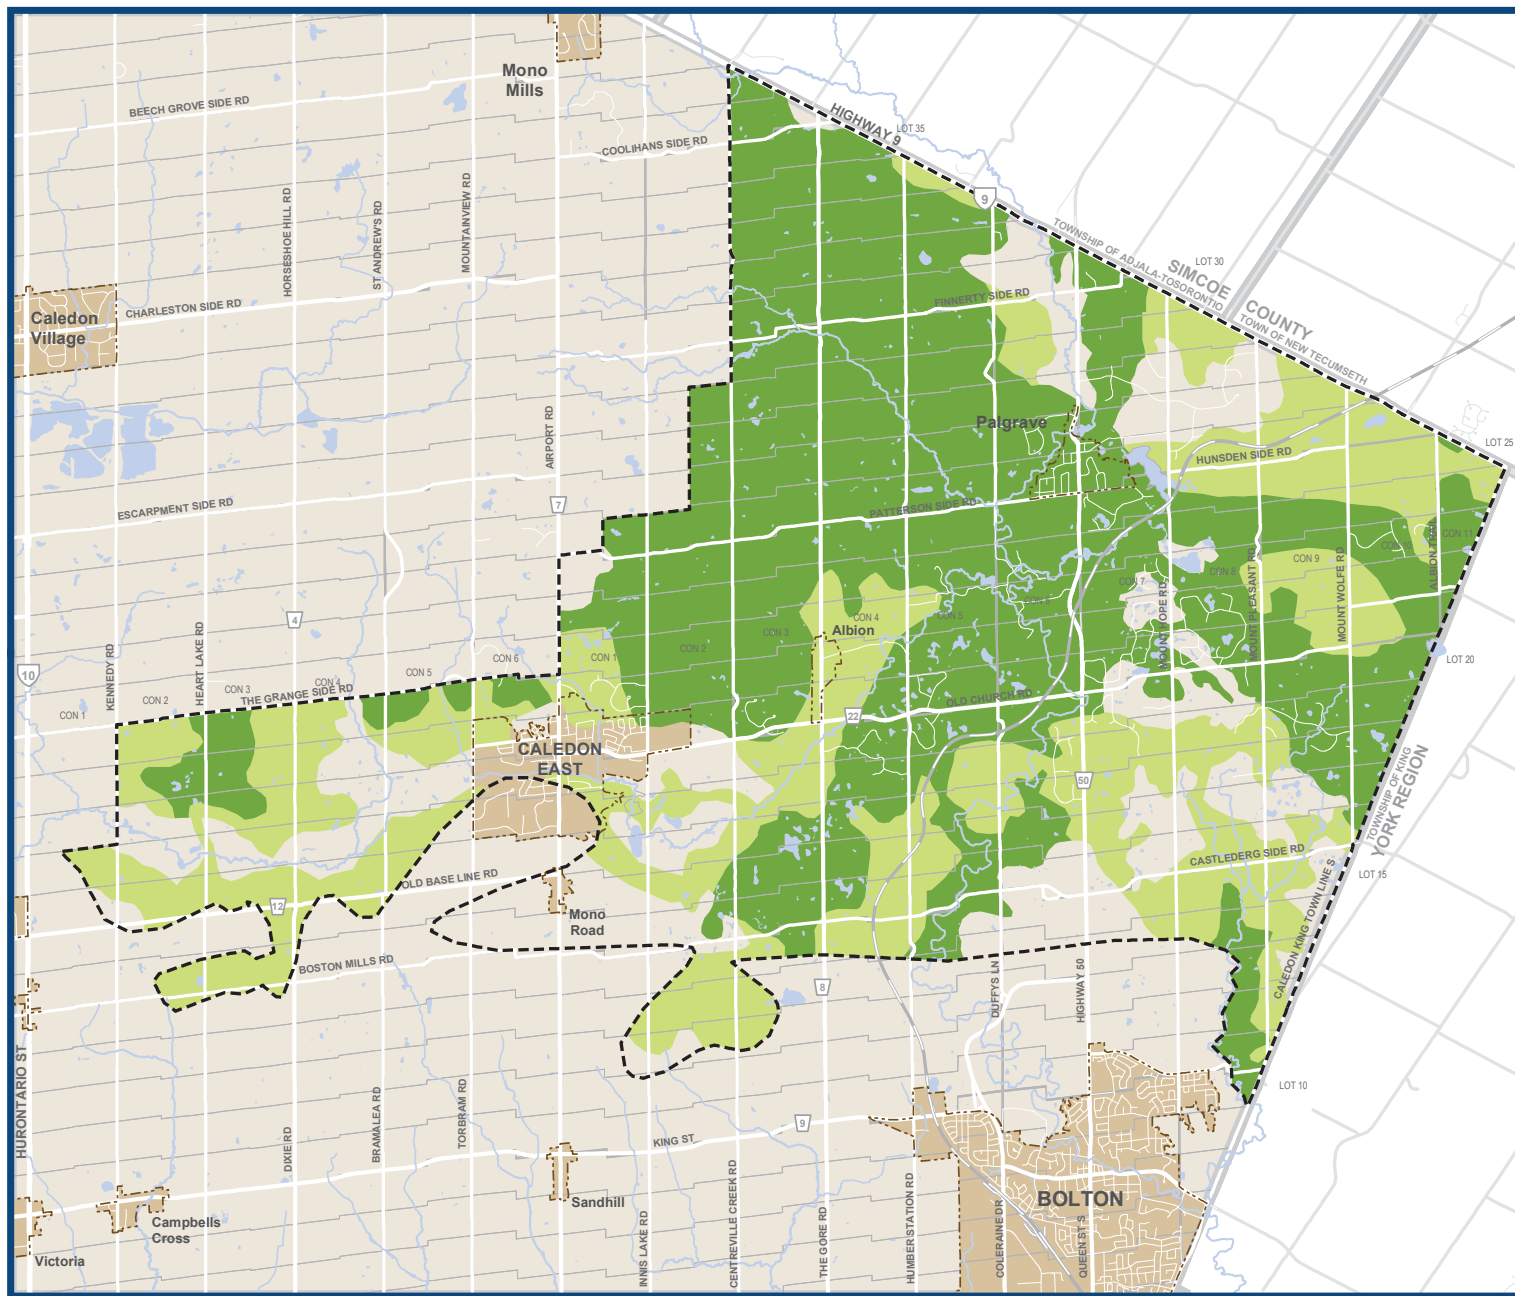 Mono
Mills
BEECH GROVE SIDE RD
COOLIHANS SIDE RD
HIGHWAY 9
LOT 35
9
TOWNSHIP OF ADJALA-TOSORONTIO
LOT 30
SIMCOE COUNTY
TOWN OF NEW TECUMSETH
HORSESHOE HILL RD
ST ANDREW'S RD
MOUNTAINVIEW RD
CHARLESTON SIDE RD
Caledon
Village
FINNERTY SIDE RD
Palgrave
AIRPORT RD
7
HUNSDEN SIDE RD
LOT 25
ESCARPMENT SIDE RD
PATTERSON SIDE RD
CON 11
CON 10
CON 9
CON 8
CON 7
CON 6
CON 5
CON 4
CON 3
CON 2
CON 1
Albion
MOUNT HOPE RD
MOUNT PLEASANT RD
MOUNT WOLFE RD
ALBION TRAIL
LOT 20
4
10
KENNEDY RD
HEART LAKE RD
CON 6
CON 5
CON 4
CON 3
CON 2
CON 1
THE GRANGE SIDE RD
OLD CHURCH RD
22
CALEDON
EAST
50
TOWNSHIP OF KING
YORK REGION
CASTLEDERG SIDE RD
LOT 15
OLD BASE LINE RD
12
Mono
Road
CALEDON KING TOWN LINE S
BOSTON MILLS RD
8
DUFFYS LN
HIGHWAY 50
HURONTARIO ST
LOT 10
DIXIE RD
BRAMALEA RD
TORBRAM RD
KING ST
9
Sandhill
INNIS LAKE RD
CENTREVILLE CREEK RD
THE GORE RD
HUMBER STATION RD
COLERAINE DR
QUEEN ST S
BOLTON
Campbells
Cross
Victoria